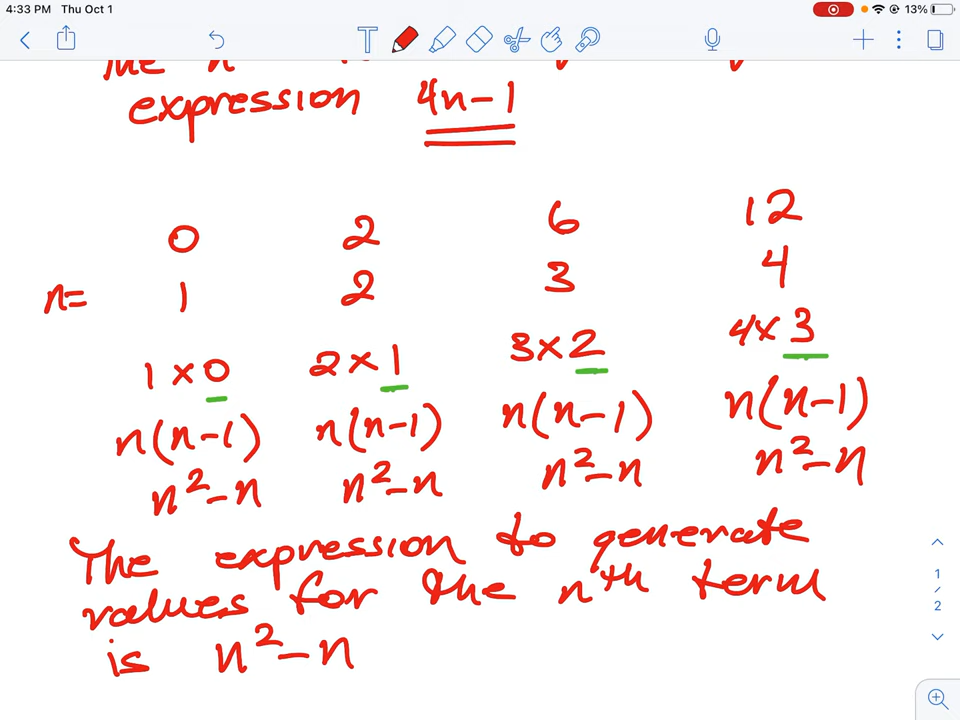 4:33 PM Thu Oct 1 13%
T
expression 4n-1
0 2 6 12
n= 1 2 3 4
1×0 2×1 3×2 4×3
n(n-1) n(n-1) n(n-1) n(n-1)
n²-n n²-n n²-n n²-n
The expression to generate
values for the nth term
is n²-n
1
/
2